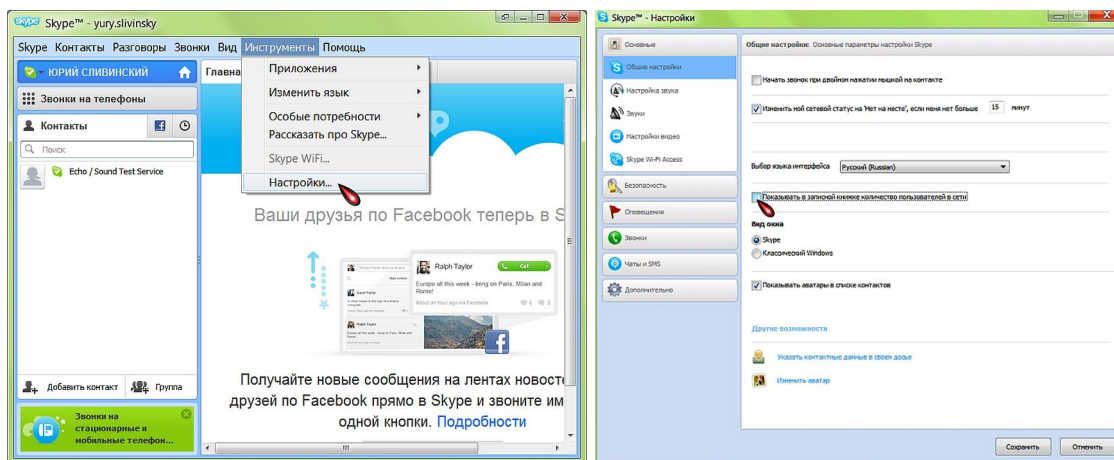 Skype™ - yury.slivinsky
Skype Контакты Разговоры Звонки Вид Инструменты Помощь
ЮРИЙ СЛИВИНСКИЙ
Звонки на телефоны
Контакты
Поиск
Echo / Sound Test Service
Добавить контакт
Группа
Звонки на
стационарные и
мобильные телефон...
Главна
Приложения
Изменить язык
Особые потребности
Рассказать про Skype...
Skype WiFi...
Настройки...
Ваши друзья по Facebook теперь в S
Ralph Taylor
Call
Europe all this week - bring on Paris, Milan and
Rome!
About an hour ago via Facebook
1
2
Получайте новые сообщения на лентах новосте
друзей по Facebook прямо в Skype и звоните им
одной кнопки. Подробности
Skype™ - Настройки
Основные
Общие настройки
Настройка звука
Звуки
Настройки видео
Skype Wi-Fi Access
Безопасность
Оповещения
Звонки
Чаты и SMS
Дополнительно
Общие настройки: Основные параметры настройки Skype
Начать звонок при двойном нажатии мышкой на контакте
Изменить мой сетевой статус на 'Нет на месте', если меня нет больше 15 минут
Выбор языка интерфейса Русский (Russian)
Показывать в записной книжке количество пользователей в сети
Вид окна
Skype
Классический Windows
Показывать аватары в списке контактов
Другие возможности
Указать контактные данные в своем досье
Изменить аватар
Сохранить
Отменить